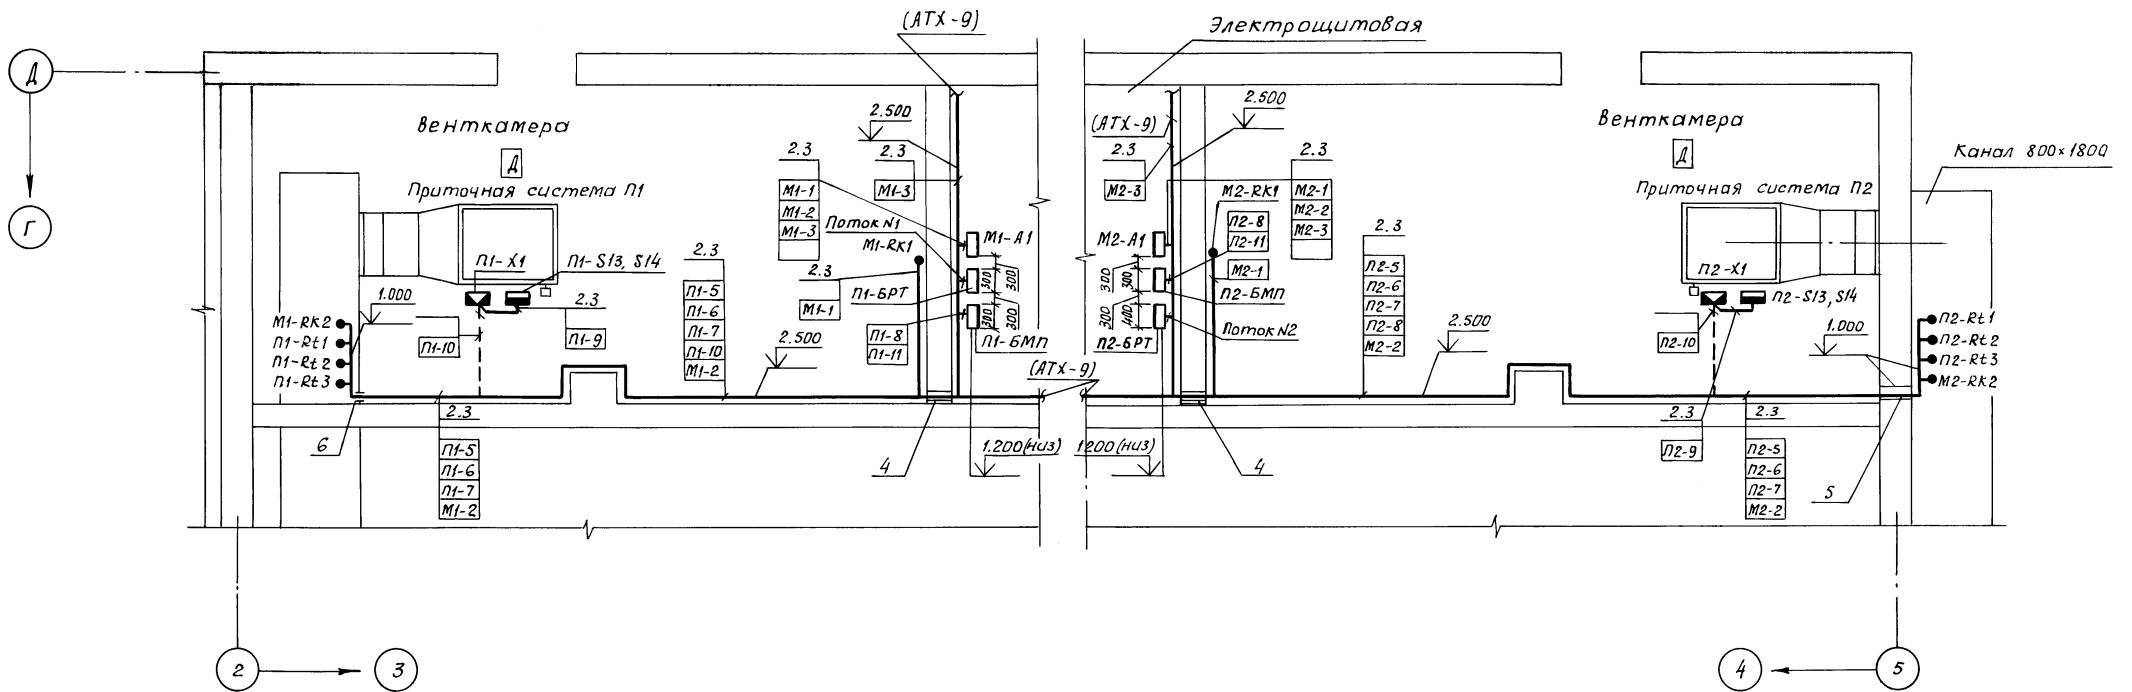 (АТХ-9)
Электрощитовая
Д
Г
Венткамера
Д
Приточная система П1
2.500
2.3
М1-3
2.3
М1-1
М1-2
М1-3
Поток N1
М1-RK1
М1-А1
П1-Х1
П1-S13, S14
2.3
П1-9
П1-10
1.000
М1-RK2
П1-Rt1
П1-Rt2
П1-Rt3
2.3
П1-5
П1-6
П1-7
П1-10
М1-2
2.500
2.3
М1-1
П1-БРТ
П1-8
П1-11
300
300
300
300
П1-БМП
(АТХ-9)
6
2.3
П1-5
П1-6
П1-7
М1-2
4
1.200(низ)
(АТХ-9)
2.500
2.3
М2-3
М2-RK1
2.3
М2-1
М2-2
М2-3
М2-А1
П2-8
П2-11
М2-1
300
300
300
400
П2-БМП
П2-БРТ
Поток N2
1.200(низ)
4
2.3
П2-5
П2-6
П2-7
П2-8
М2-2
2.500
Венткамера
Д
Приточная система П2
Канал 800×1800
П2-Х1
П2-S13, S14
П2-10
1.000
П2-Rt1
П2-Rt2
П2-Rt3
М2-RK2
2.3
П2-9
2.3
П2-5
П2-6
П2-7
М2-2
5
2
3
4
5